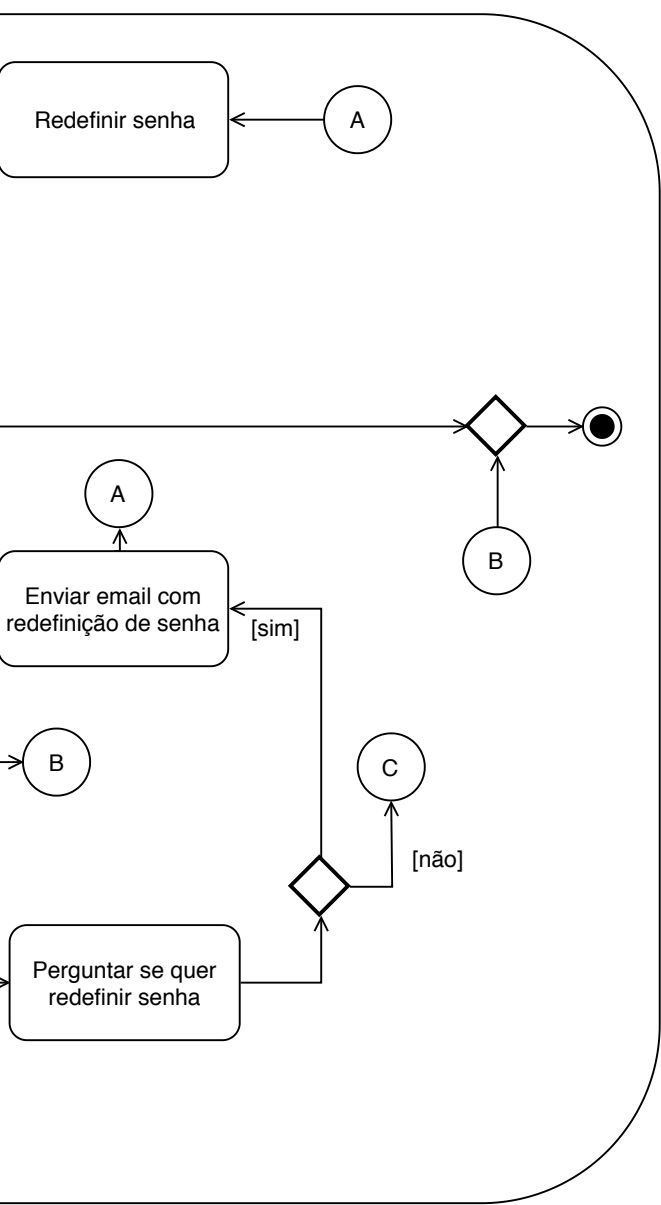 Redefinir senha
A
A
B
Enviar email com
redefinição de senha
[sim]
B
C
[não]
Perguntar se quer
redefinir senha